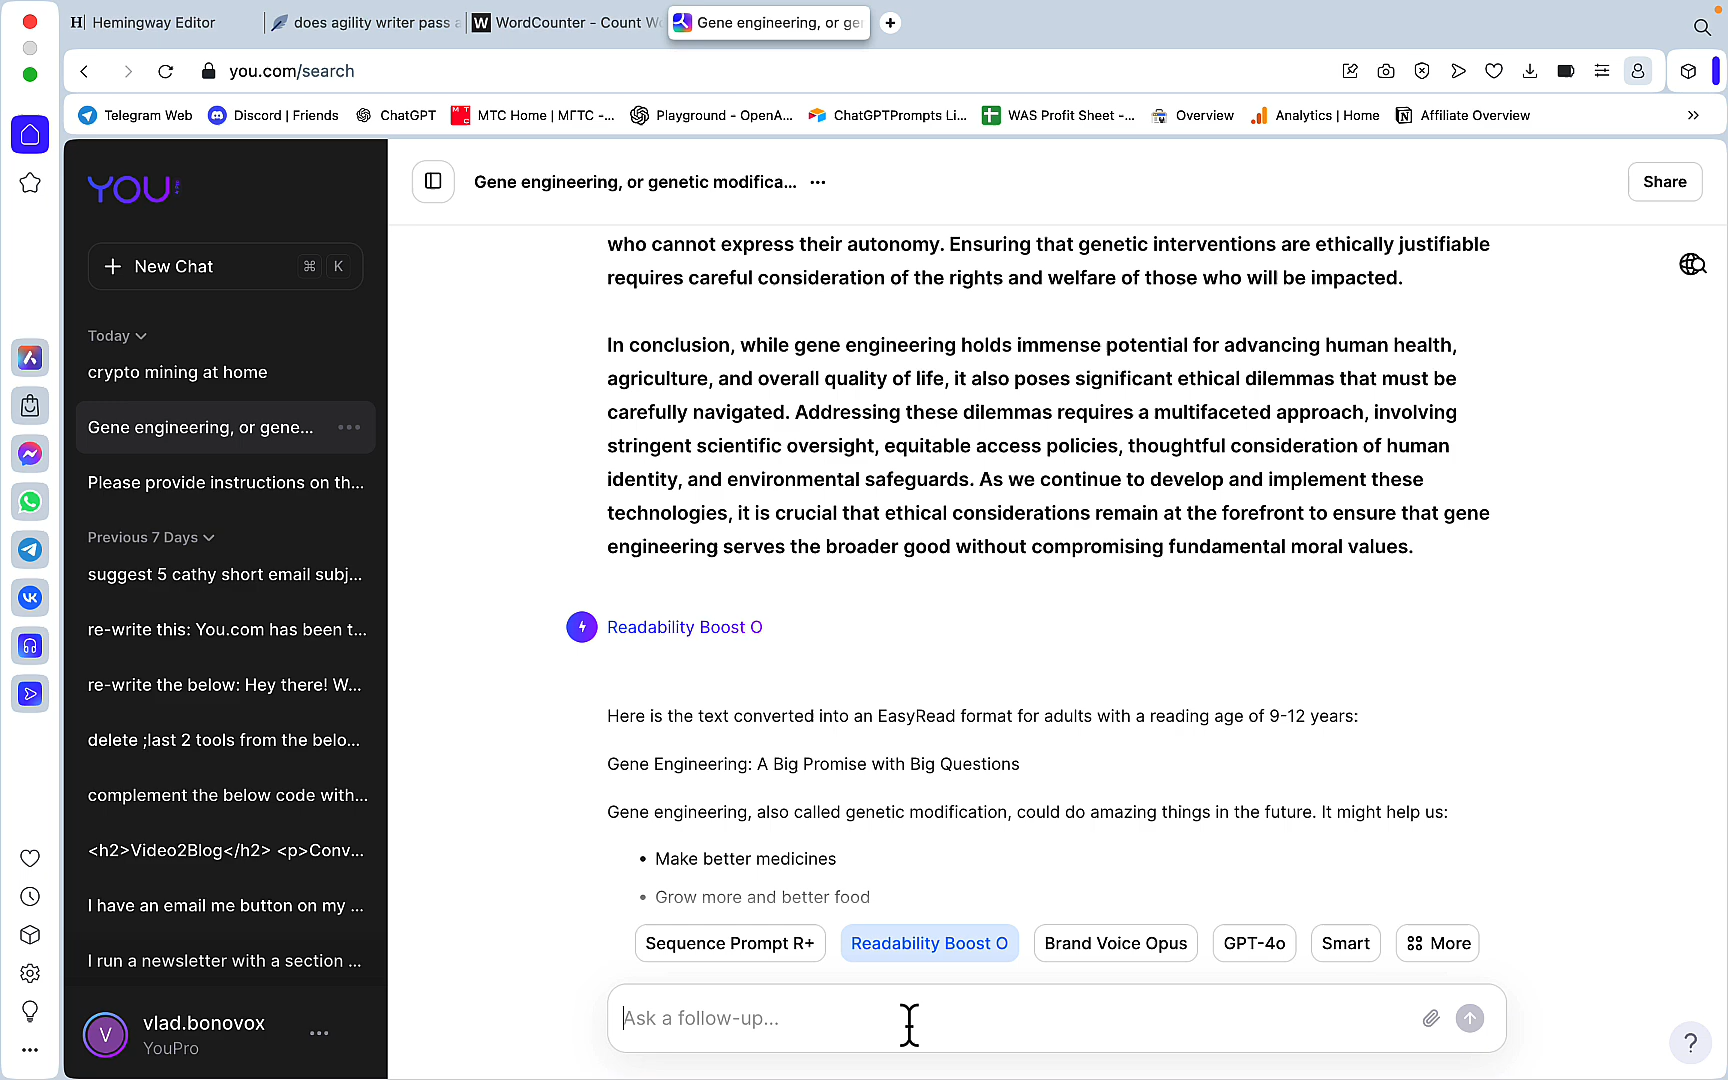 Hemingway Editor
does agility writer pass a
WordCounter - Count Wo
Gene engineering, or ge
you.com/search
Telegram Web
Discord | Friends
ChatGPT
MTC Home | МГТС -...
Playground - OpenA...
ChatGPTPrompts Li...
WAS Profit Sheet -...
Overview
Analytics | Home
Affiliate Overview
YOU
New Chat
⌘ K
Today
crypto mining at home
Gene engineering, or gene...
Please provide instructions on th...
Previous 7 Days
suggest 5 cathy short email subj...
re-write this: You.com has been t...
re-write the below: Hey there! W...
delete ;last 2 tools from the belo...
complement the below code with...
<h2>Video2Blog</h2> <p>Conv...
I have an email me button on my ...
I run a newsletter with a section ...
V
vlad.bonovox
YouPro
Gene engineering, or genetic modifica...
Share
who cannot express their autonomy. Ensuring that genetic interventions are ethically justifiable
requires careful consideration of the rights and welfare of those who will be impacted.
In conclusion, while gene engineering holds immense potential for advancing human health,
agriculture, and overall quality of life, it also poses significant ethical dilemmas that must be
carefully navigated. Addressing these dilemmas requires a multifaceted approach, involving
stringent scientific oversight, equitable access policies, thoughtful consideration of human
identity, and environmental safeguards. As we continue to develop and implement these
technologies, it is crucial that ethical considerations remain at the forefront to ensure that gene
engineering serves the broader good without compromising fundamental moral values.
Readability Boost O
Here is the text converted into an EasyRead format for adults with a reading age of 9-12 years:
Gene Engineering: A Big Promise with Big Questions
Gene engineering, also called genetic modification, could do amazing things in the future. It might help us:
• Make better medicines
• Grow more and better food
Sequence Prompt R+
Readability Boost O
Brand Voice Opus
GPT-4o
Smart
More
Ask a follow-up...
?